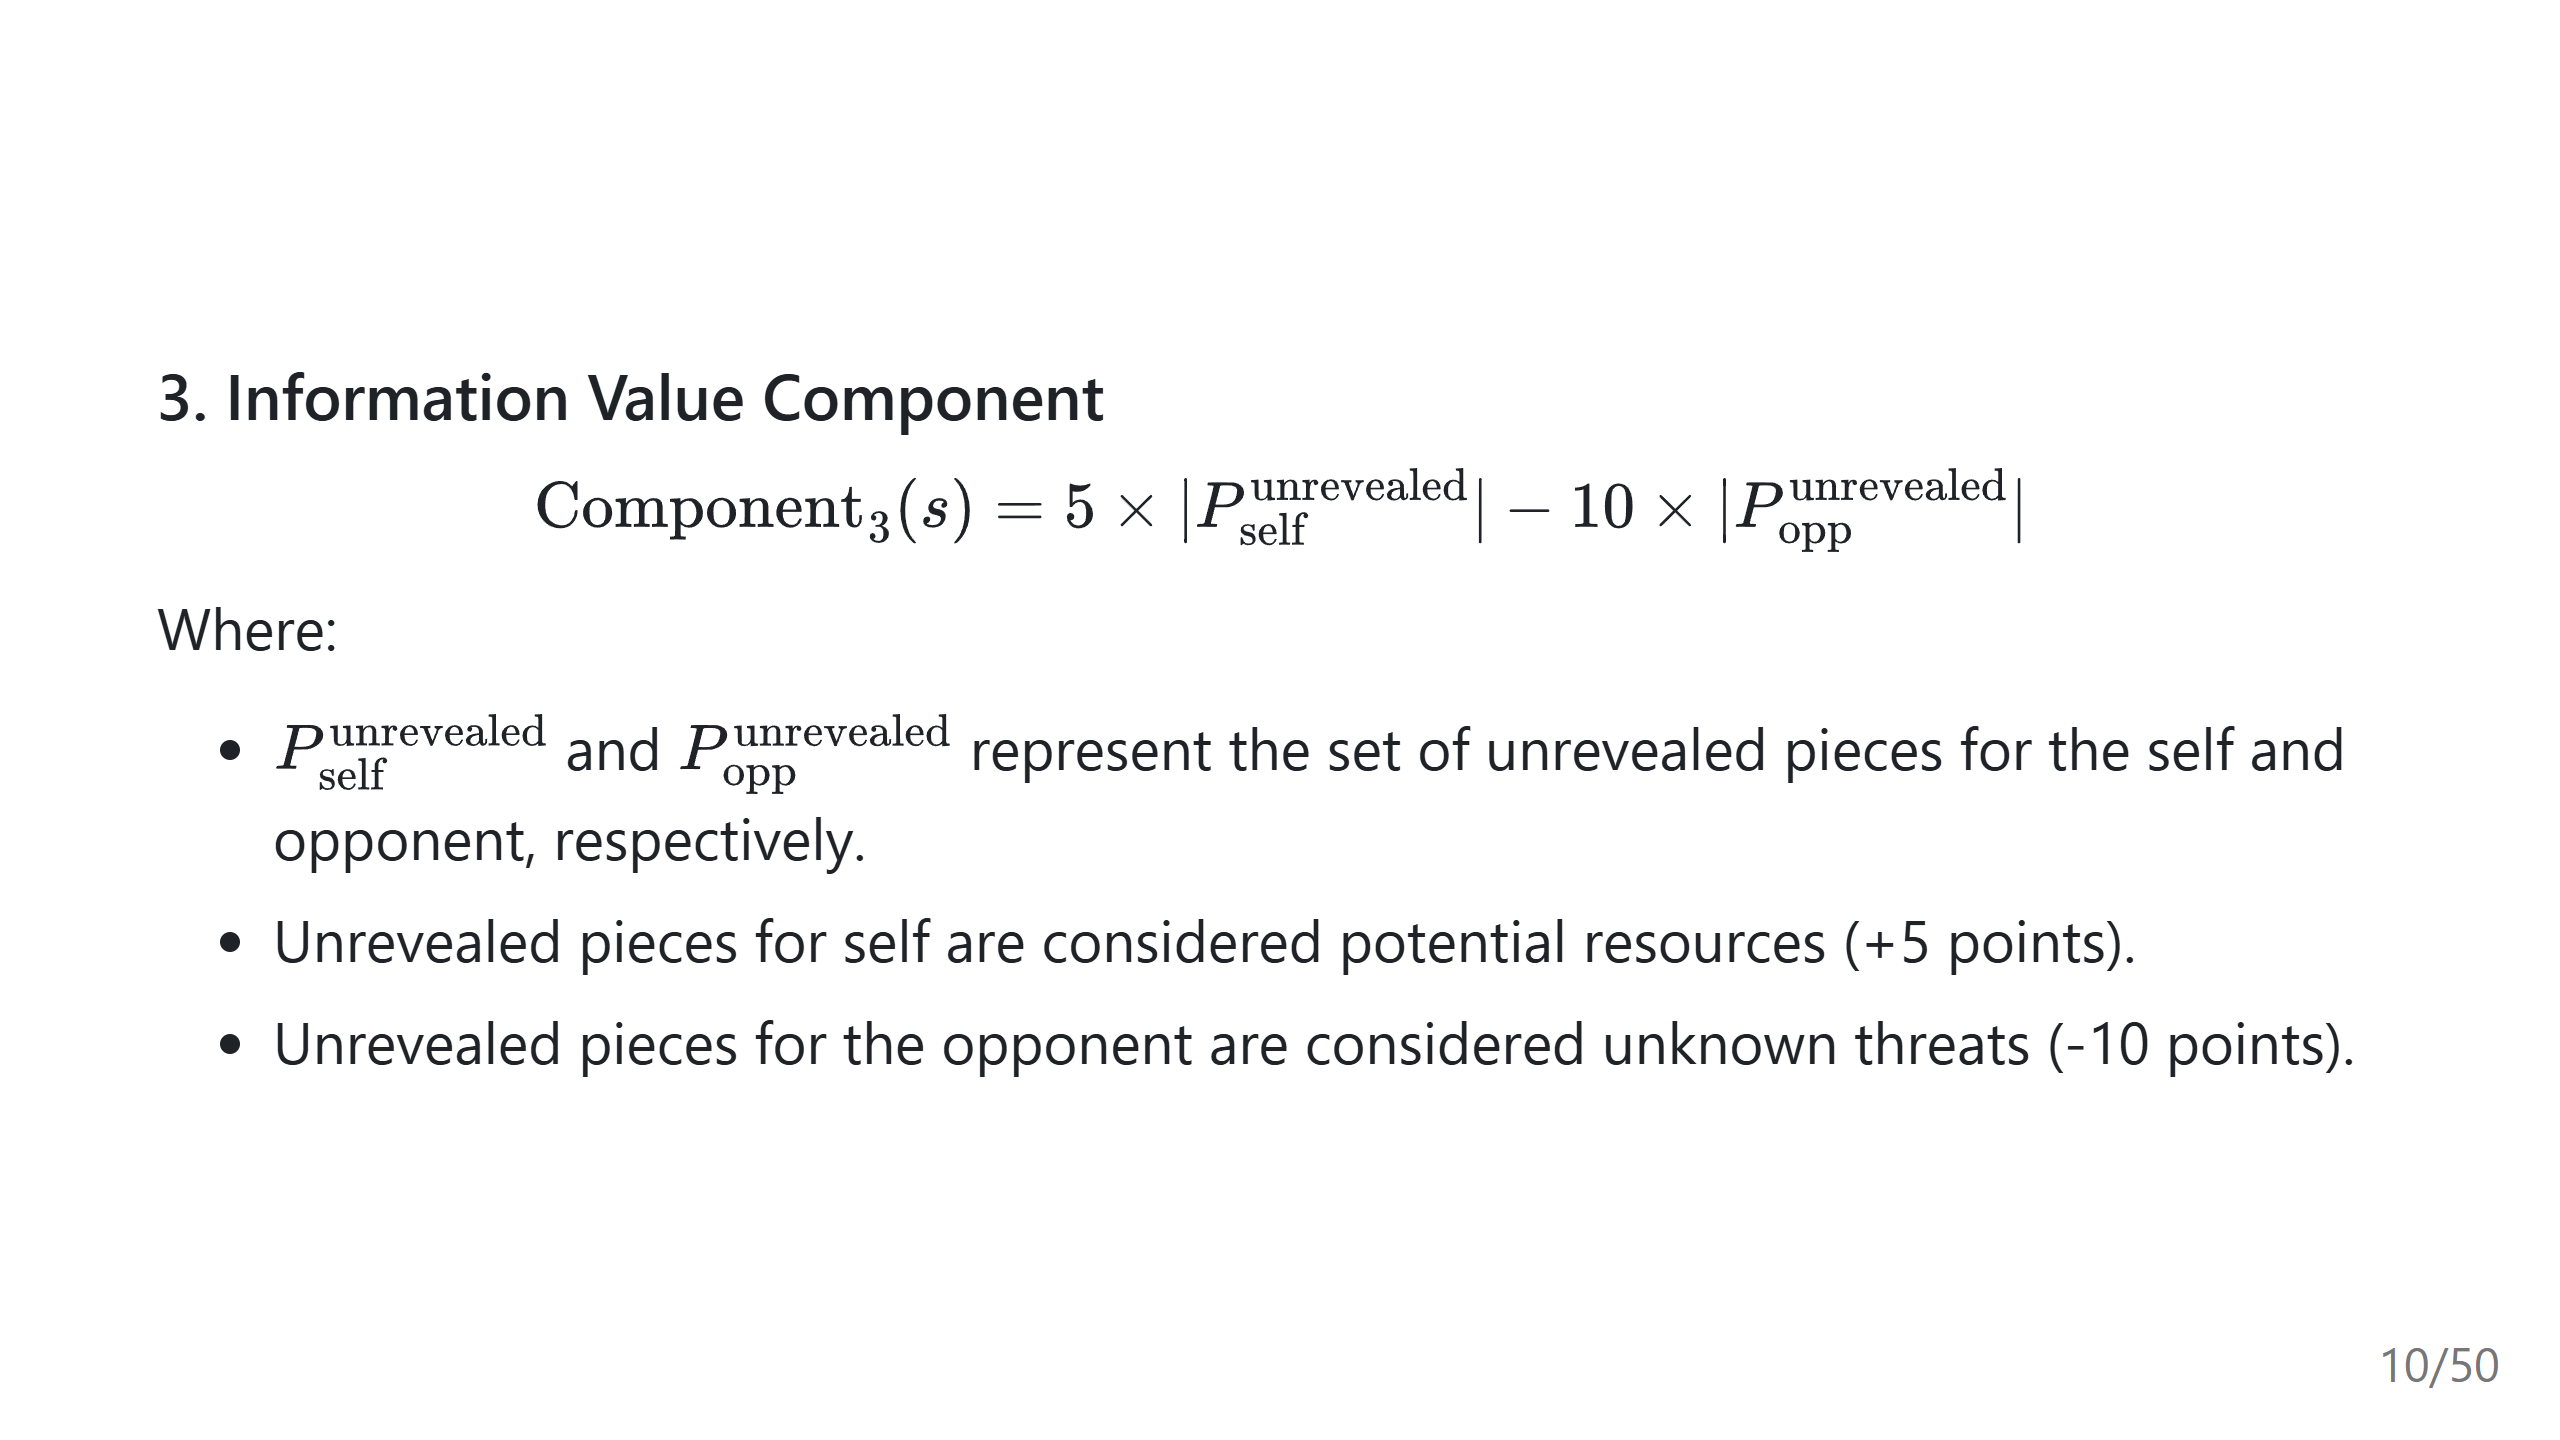 3. Information Value Component
Component₃(s) = 5 × |P_self^unrevealed| − 10 × |P_opp^unrevealed|
Where:
• P_self^unrevealed and P_opp^unrevealed represent the set of unrevealed pieces for the self and
opponent, respectively.
• Unrevealed pieces for self are considered potential resources (+5 points).
• Unrevealed pieces for the opponent are considered unknown threats (-10 points).
10/50